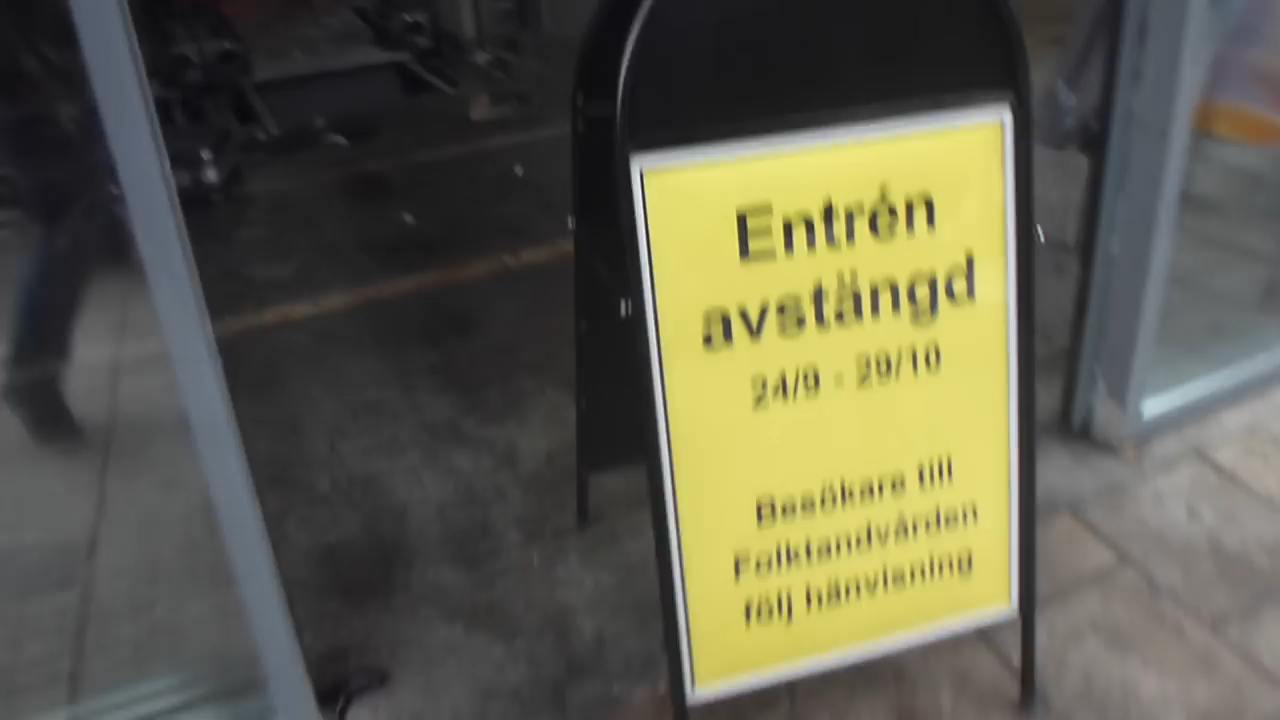 Entrén
avstängd
24/9 - 29/10
Besökare till
Folktandvården
följ hänvisning